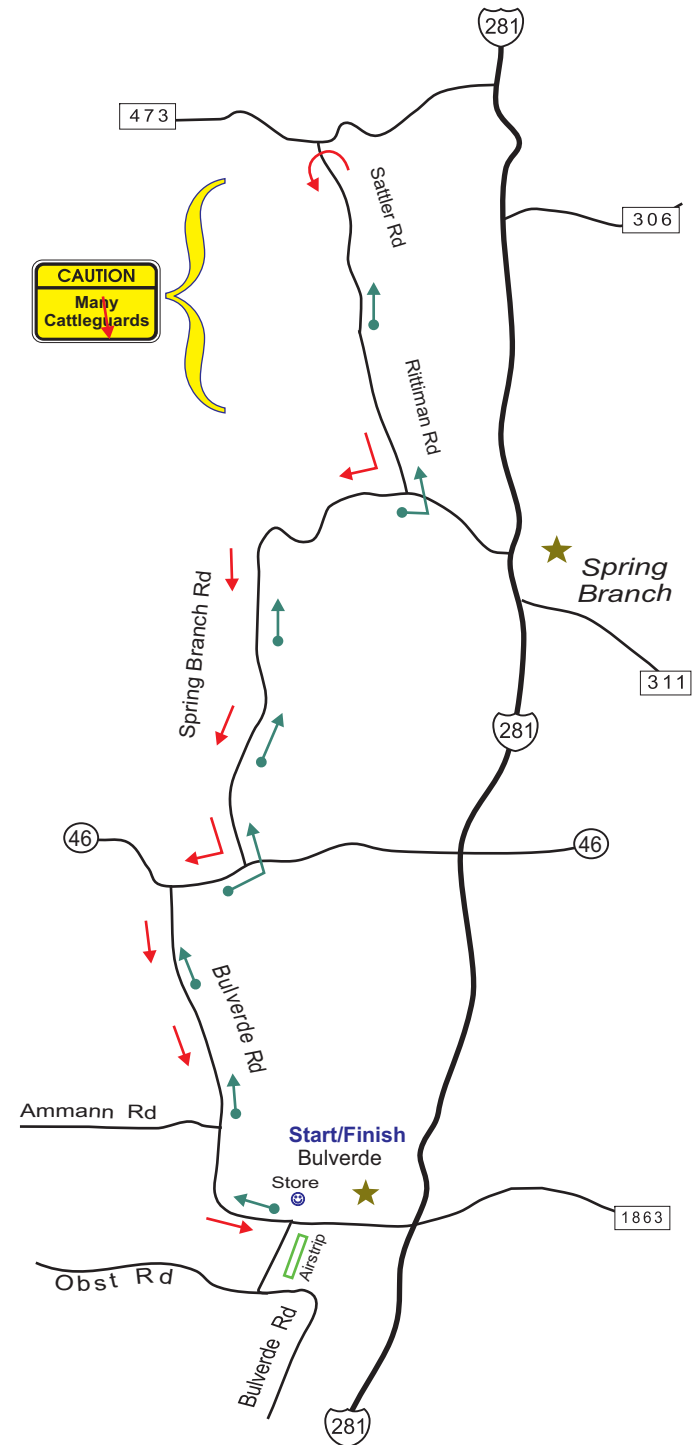 281
473
Sattler Rd
306
CAUTION
Many
Cattleguards
Rittiman Rd
Spring
Branch
Spring Branch Rd
311
281
46
46
Bulverde Rd
Ammann Rd
Start/Finish
Bulverde
Store
1863
Airstrip
Obst Rd
Bulverde Rd
281